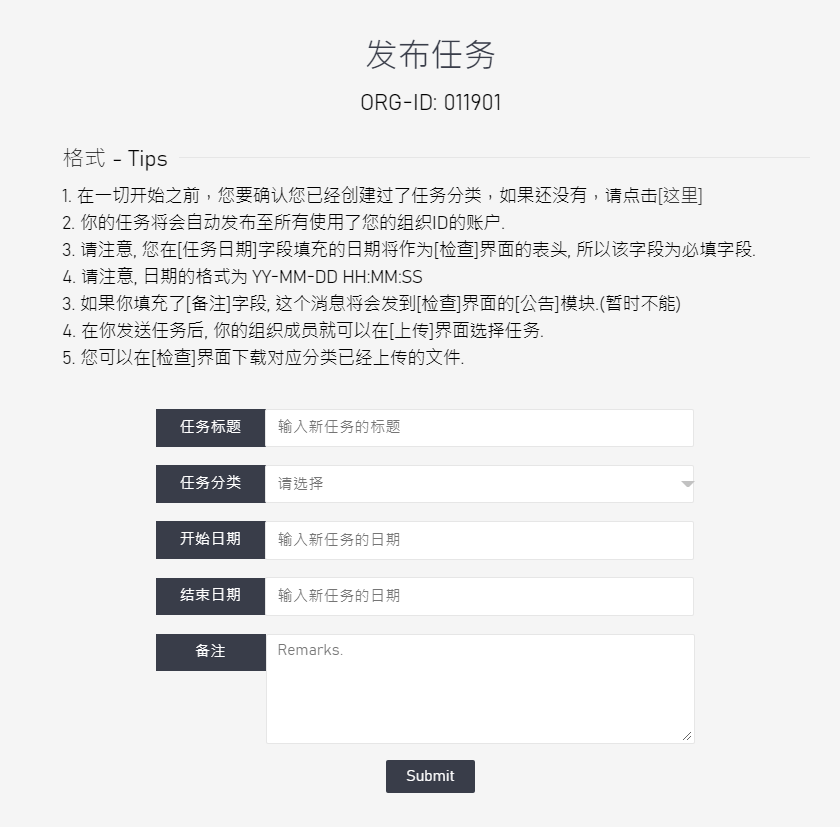 发布任务
ORG-ID: 011901
格式 - Tips
1. 在一切开始之前，您要确认您已经创建过了任务分类，如果还没有，请点击[这里]
2. 你的任务将会自动发布至所有使用了您的组织ID的账户.
3. 请注意, 您在[任务日期]字段填充的日期将作为[检查]界面的表头, 所以该字段为必填字段.
4. 请注意, 日期的格式为 YY-MM-DD HH:MM:SS
3. 如果你填充了[备注]字段, 这个消息将会发到[检查]界面的[公告]模块.(暂时不能)
4. 在你发送任务后, 你的组织成员就可以在[上传]界面选择任务.
5. 您可以在[检查]界面下载对应分类已经上传的文件.
任务标题 输入新任务的标题
任务分类 请选择
开始日期 输入新任务的日期
结束日期 输入新任务的日期
备注 Remarks.
Submit